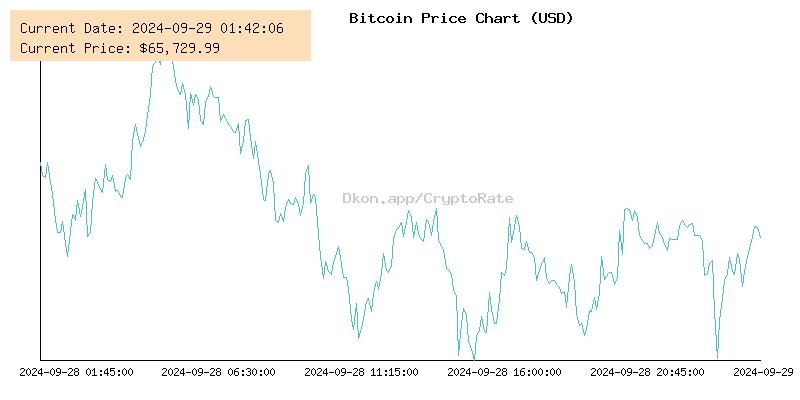 Bitcoin Price Chart (USD)
Current Date: 2024-09-29 01:42:06
Current Price: $65,729.99
Dkon.app/CryptoRate
2024-09-28 01:45:00 2024-09-28 06:30:00 2024-09-28 11:15:00 2024-09-28 16:00:00 2024-09-28 20:45:00 2024-09-29